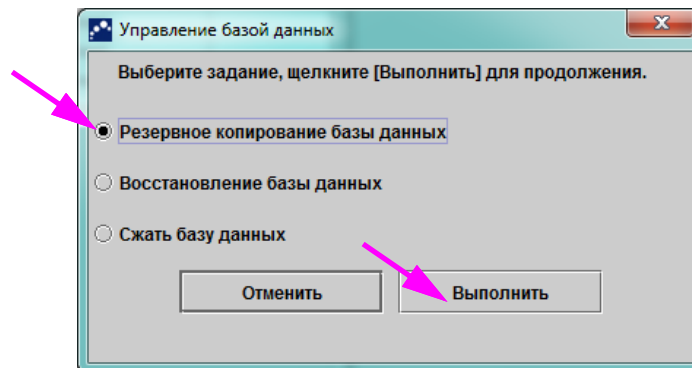 Управление базой данных
Выберите задание, щелкните [Выполнить] для продолжения.
Резервное копирование базы данных
Восстановление базы данных
Сжать базу данных
Отменить
Выполнить